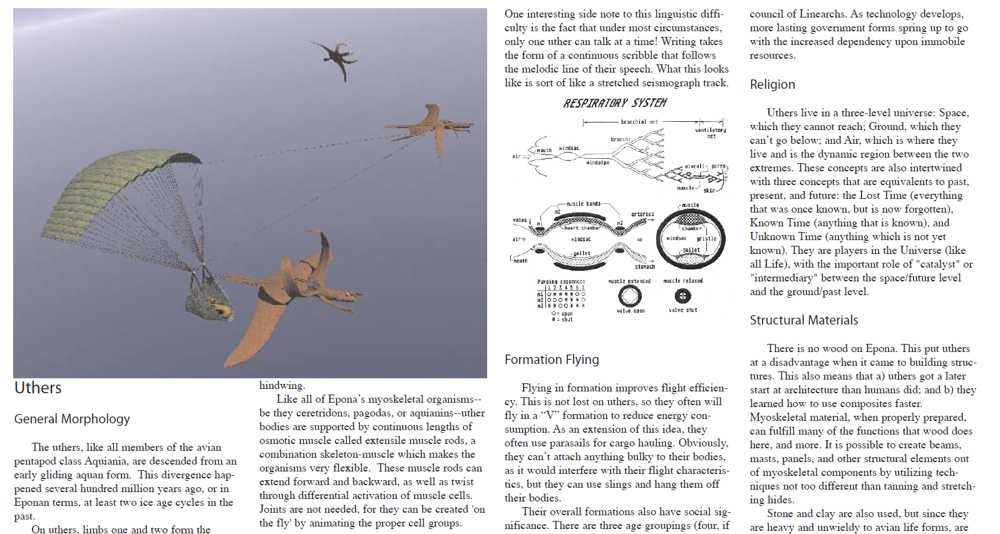 Uthers
General Morphology
The uthers, like all members of the avian
pentapod class Aquiania, are descended from an
early gliding aquan form.  This divergence hap-
pened several hundred million years ago, or in
Eponan terms, at least two ice age cycles in the
past.
On uthers, limbs one and two form the
hindwing.
Like all of Epona's myoskeletal organisms--
be they ceretridons, pagodas, or aquianins--uther
bodies are supported by continuous lengths of
osmotic muscle called extensile muscle rods, a
combination skeleton-muscle which makes the
organisms very flexible.  These muscle rods can
extend forward and backward, as well as twist
through differential activation of muscle cells.
Joints are not needed, for they can be created 'on
the fly' by animating the proper cell groups.
One interesting side note to this linguistic diffi-
culty is the fact that under most circumstances,
only one uther can talk at a time! Writing takes
the form of a continuous scribble that follows
the melodic line of their speech. What this looks
like is sort of like a stretched seismograph track.
RESPIRATORY SYSTEM
bronchial net
ventilatory
net
bronchi
mouth
windsac
air
windpipe
alveoli
pores
muscle
skin
muscle bands
muscle
m2
arteries
veins
m1
m3
heart chamber
chamber
air
windsac
windsac
gristle
gullet
gullet
mouth
stomach
Pumping sequence:
1 2 3 4 5 6 1
m1 O * * * * O O
m2 O O O * * * O
m3 * * O O * * *
O = open
* = shut
muscle extended
valve open
muscle relaxed
valve shut
Formation Flying
Flying in formation improves flight efficien-
cy. This is not lost on uthers, so they often will
fly in a “V” formation to reduce energy con-
sumption. As an extension of this idea, they
often use parasails for cargo hauling. Obviously,
they can't attach anything bulky to their bodies,
as it would interfere with their flight characteris-
tics, but they can use slings and hang them off
their bodies.
Their overall formations also have social sig-
nificance. There are three age groupings (four, if
council of Linearchs. As technology develops,
more lasting government forms spring up to go
with the increased dependency upon immobile
resources.
Religion
Uthers live in a three-level universe: Space,
which they cannot reach; Ground, which they
can't go below; and Air, which is where they
live and is the dynamic region between the two
extremes. These concepts are also intertwined
with three concepts that are equivalents to past,
present, and future: the Lost Time (everything
that was once known, but is now forgotten),
Known Time (anything that is known), and
Unknown Time (anything which is not yet
known). They are players in the Universe (like
all Life), with the important role of "catalyst" or
"intermediary" between the space/future level
and the ground/past level.
Structural Materials
There is no wood on Epona. This put uthers
at a disadvantage when it came to building struc-
tures. This also means that a) uthers got a later
start at architecture than humans did; and b) they
learned how to use composites faster.
Myoskeletal material, when properly prepared,
can fulfill many of the functions that wood does
here, and more. It is possible to create beams,
masts, panels, and other structural elements out
of myoskeletal components by utilizing tech-
niques not too different than tanning and stretch-
ing hides.
Stone and clay are also used, but since they
are heavy and unwieldy to avian life forms, are